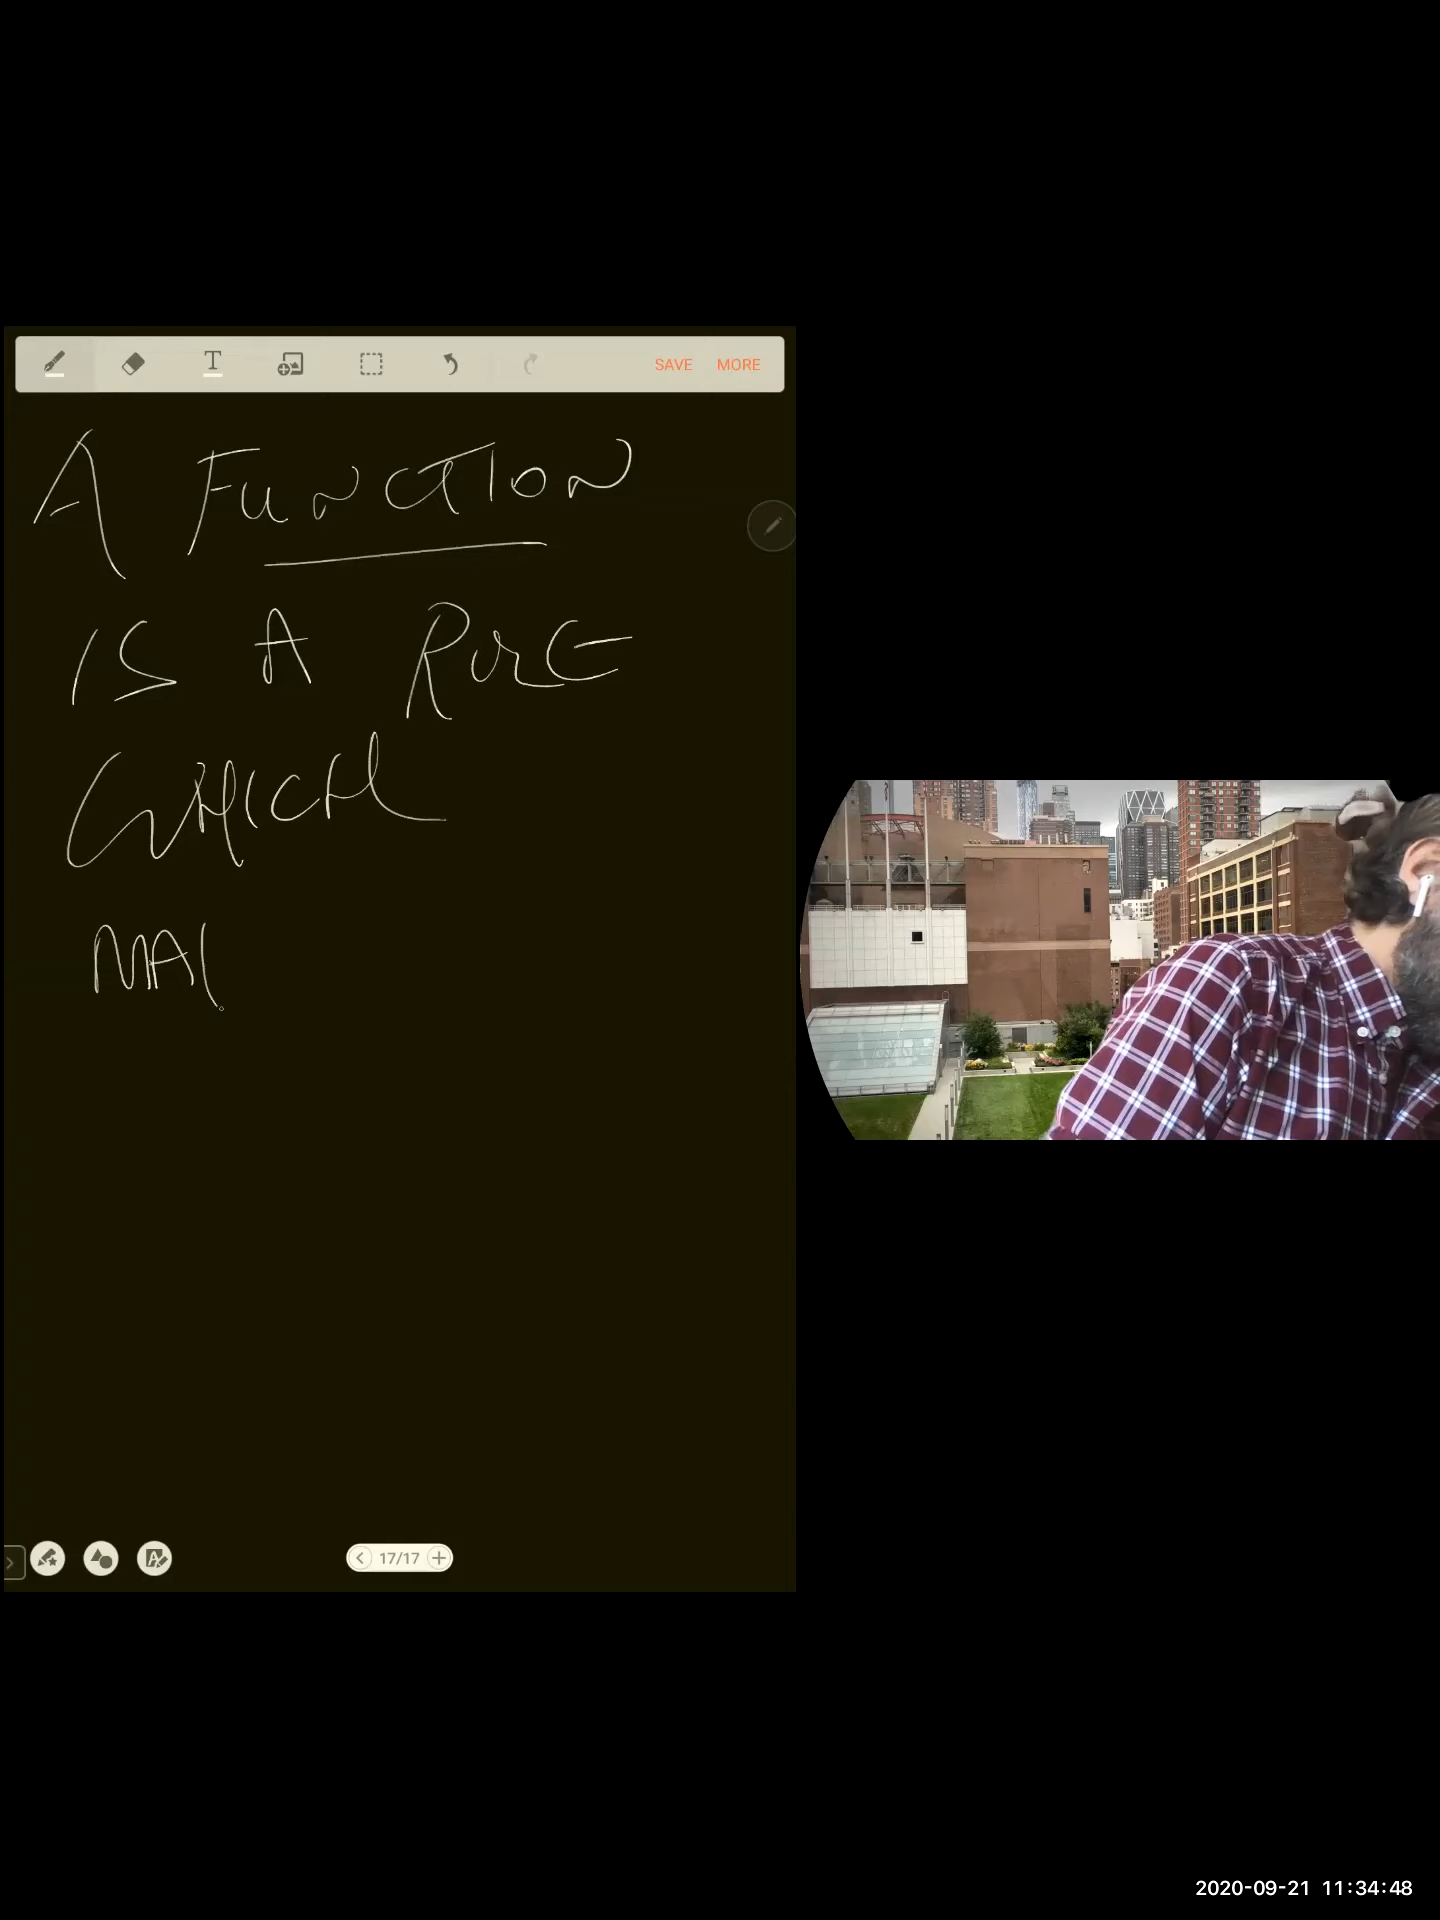 T
SAVE MORE
A FUNCTION
IS A RULE
WHICH
MA
17/17
2020-09-21 11:34:48